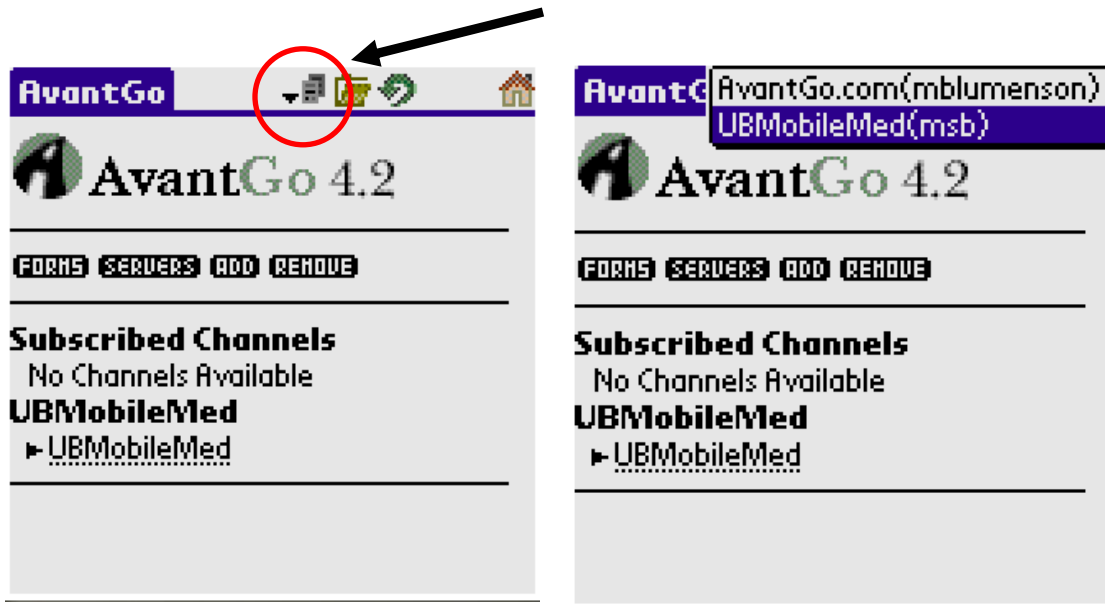 AvantGo
AvantGo 4.2
FORMS SERVERS ADD REMOVE
Subscribed Channels
No Channels Available
UBMobileMed
UBMobileMed
AvantG
AvantGo.com(mblumenson)
UBMobileMed(msb)
AvantGo 4.2
FORMS SERVERS ADD REMOVE
Subscribed Channels
No Channels Available
UBMobileMed
UBMobileMed